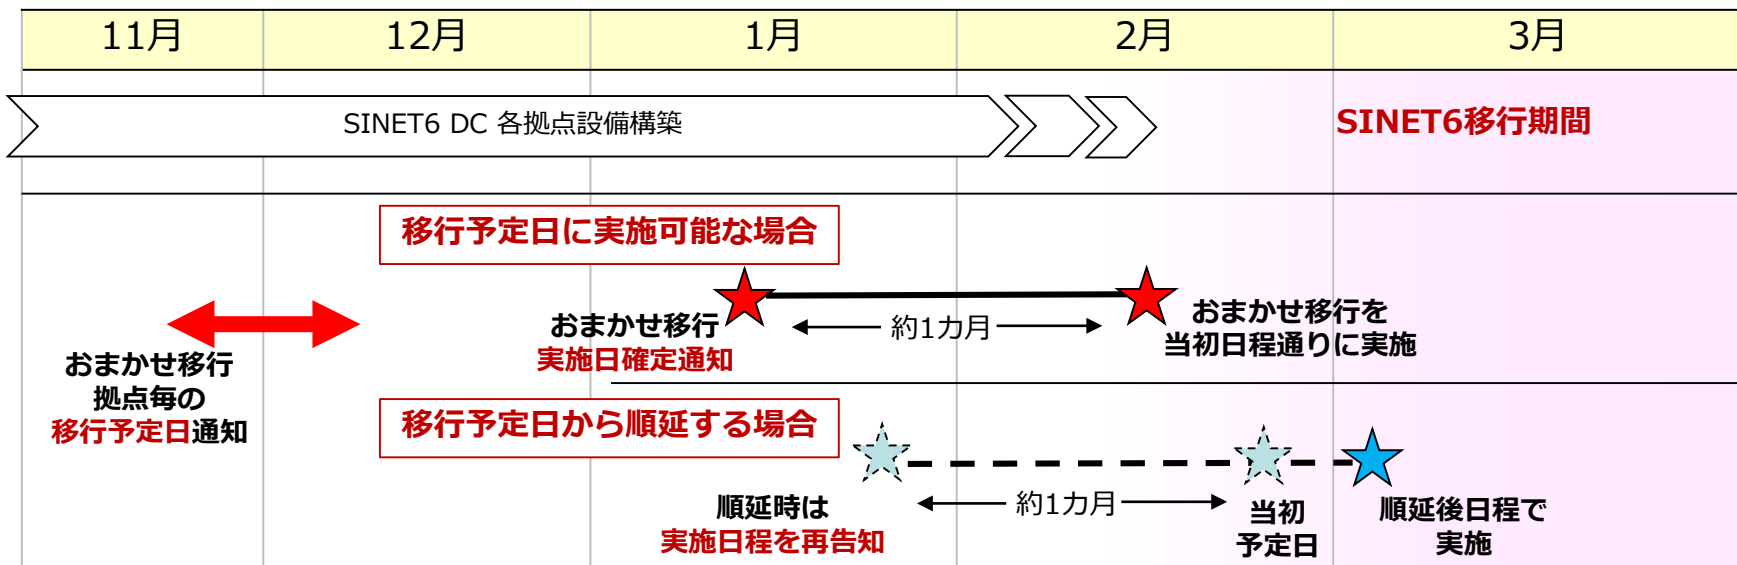 11月
12月
1月
2月
3月
SINET6 DC 各拠点設備構築
SINET6移行期間
移行予定日に実施可能な場合
おまかせ移行
拠点毎の
移行予定日通知
おまかせ移行
実施日確定通知
約1カ月
おまかせ移行を
当初日程通りに実施
移行予定日から順延する場合
順延時は
実施日程を再告知
約1カ月
当初
予定日
順延後日程で
実施